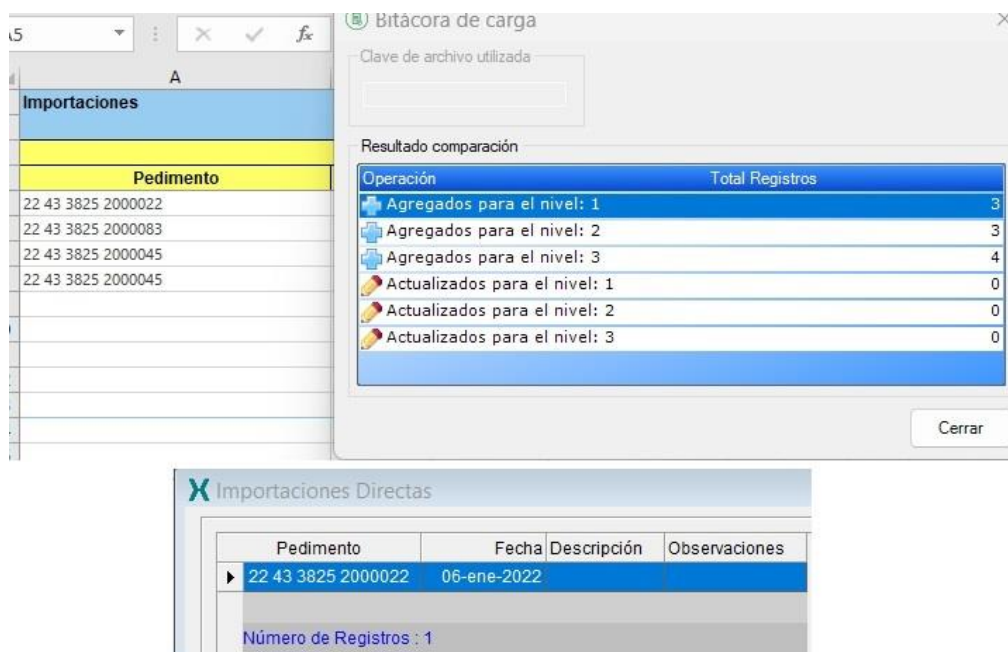 A5
fx
A
Importaciones
Pedimento
22 43 3825 2000022
22 43 3825 2000083
22 43 3825 2000045
22 43 3825 2000045
Bitácora de carga
Clave de archivo utilizada
Resultado comparación
Operación Total Registros
Agregados para el nivel: 1 3
Agregados para el nivel: 2 3
Agregados para el nivel: 3 4
Actualizados para el nivel: 1 0
Actualizados para el nivel: 2 0
Actualizados para el nivel: 3 0
Cerrar
Importaciones Directas
Pedimento Fecha Descripción Observaciones
22 43 3825 2000022 06-ene-2022
Número de Registros : 1